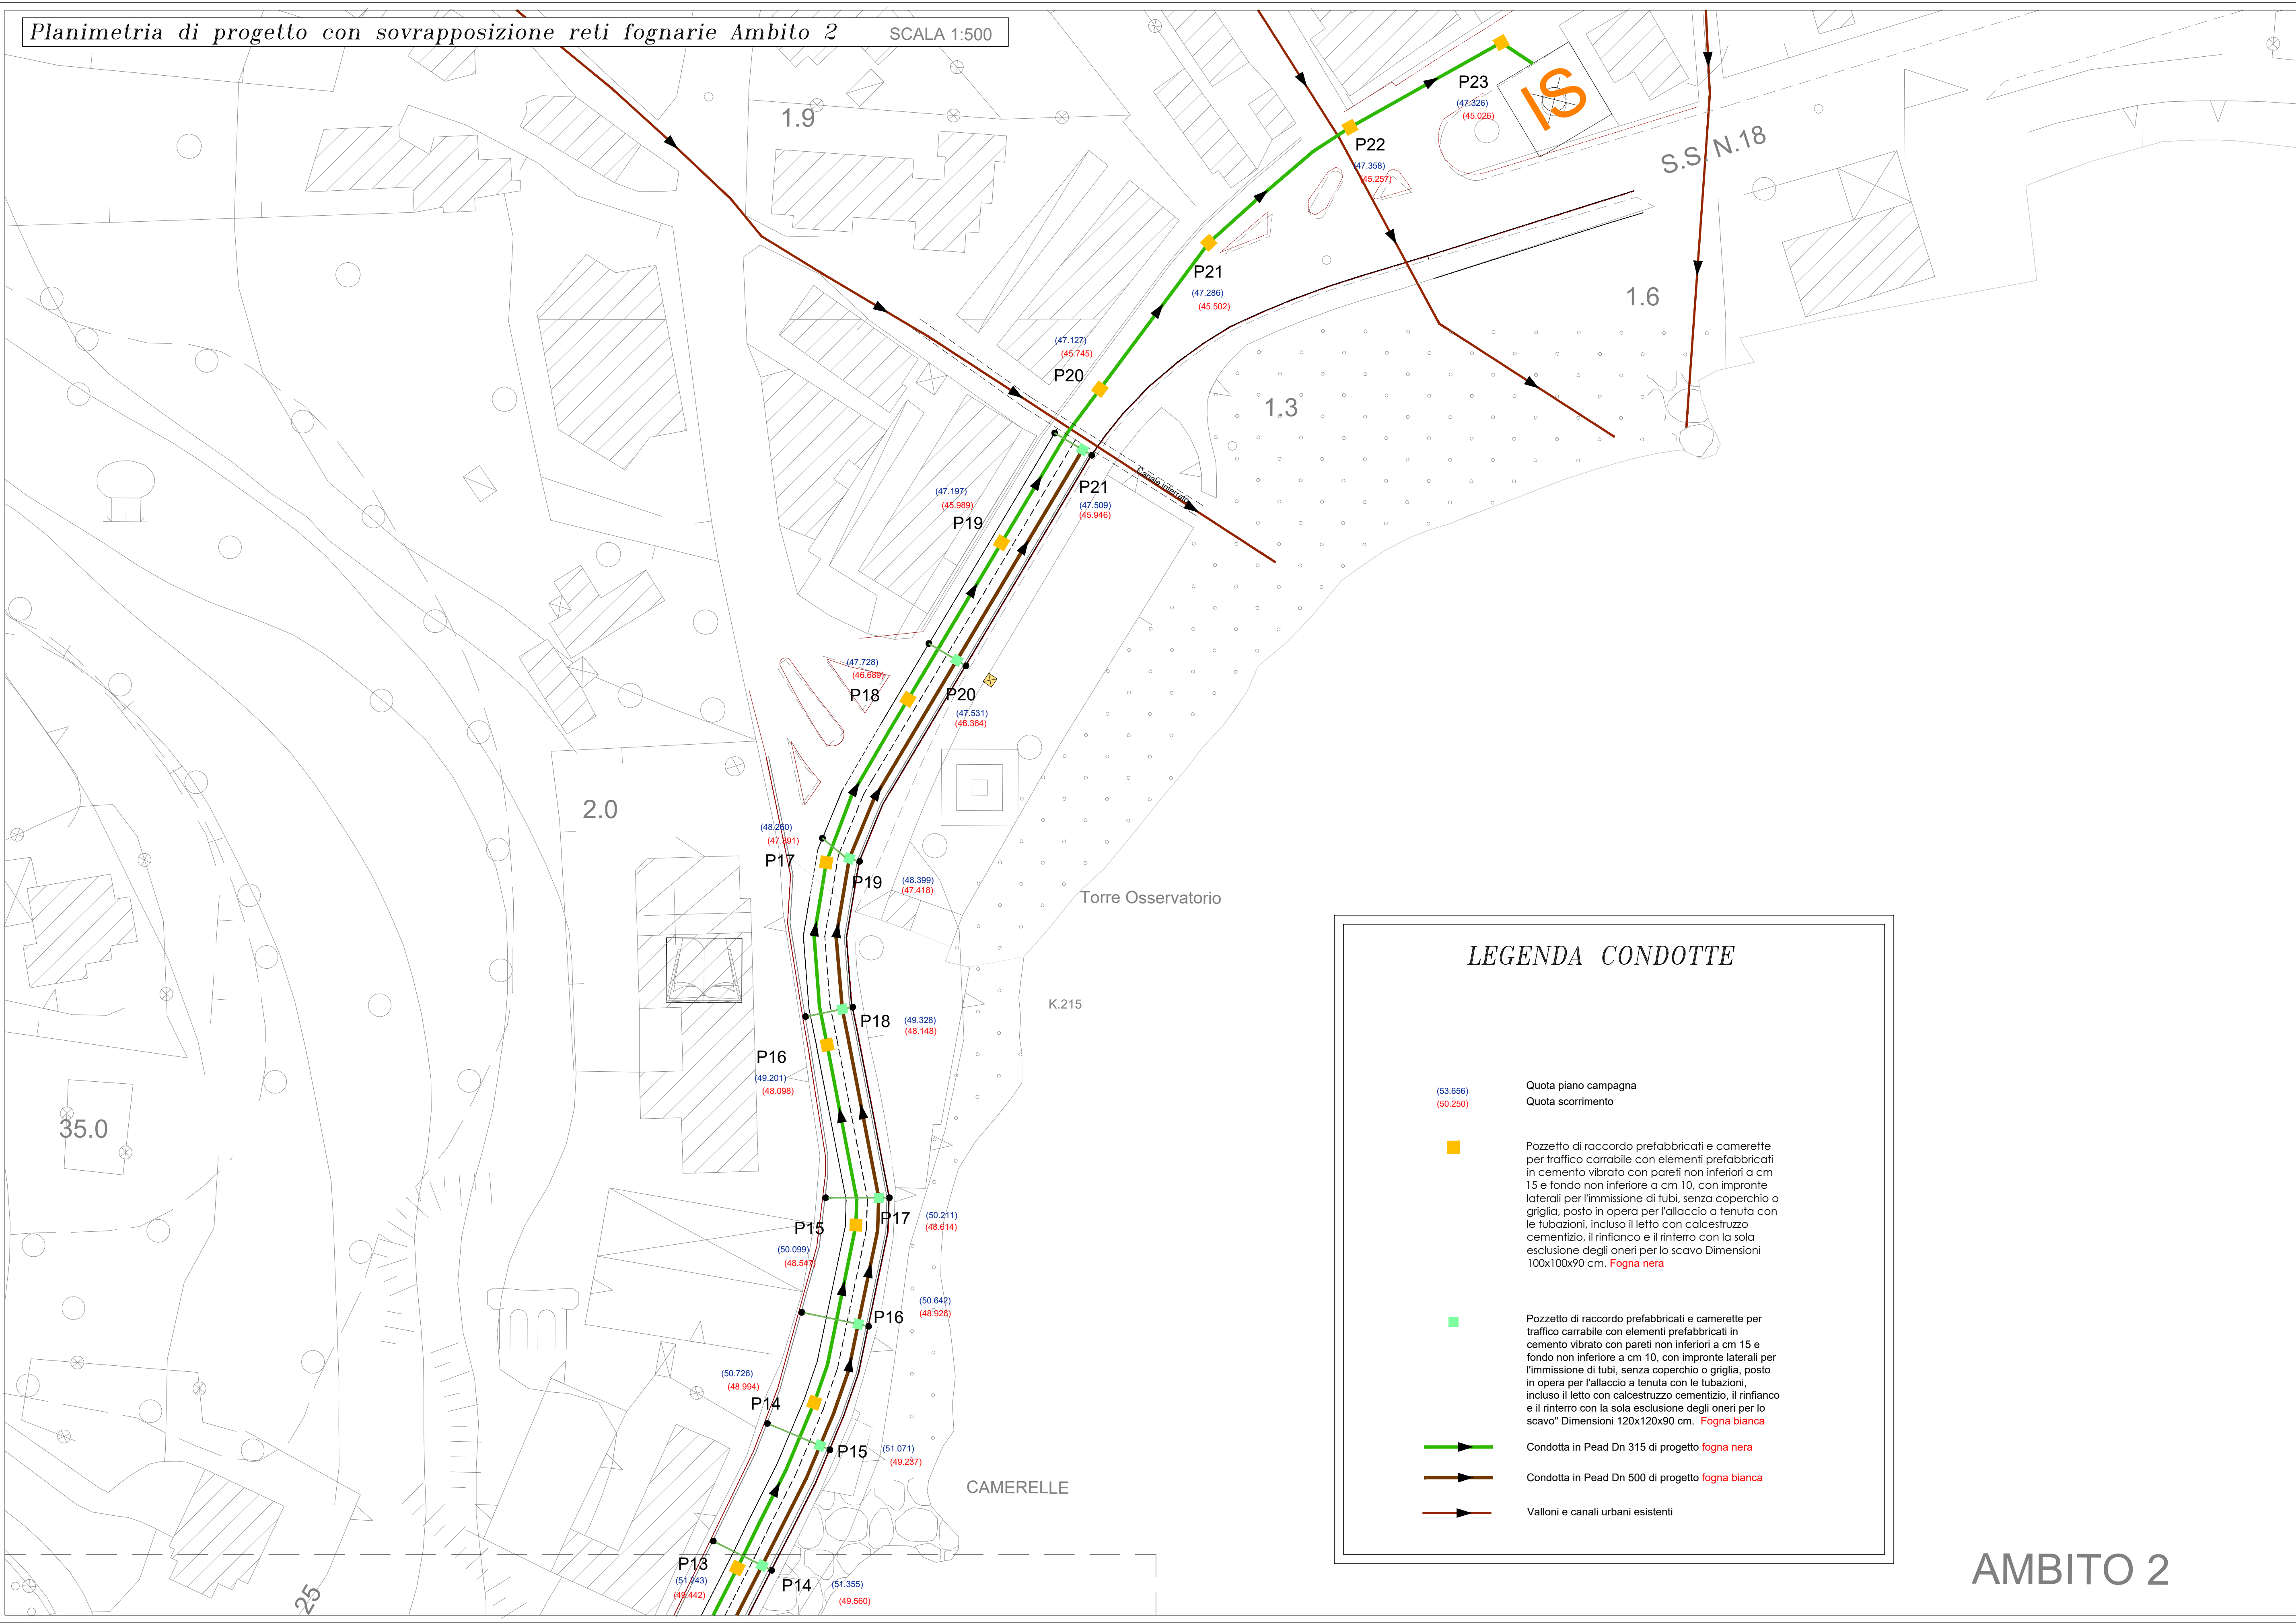 Planimetria di progetto con sovrapposizione reti fognarie Ambito 2
SCALA 1:500
1.9
P23
(47.326)
(45.026)
IS
P22
(47.358)
(45.257)
S.S. N.18
P21
(47.286)
(45.502)
1.6
(47.127)
(45.745)
P20
1.3
Canale interrato
(47.197)
(45.989)
P19
P21
(47.509)
(45.946)
(47.728)
(46.689)
P18
P20
(47.531)
(46.364)
2.0
(48.260)
P17
P19
(48.399)
(47.418)
Torre Osservatorio
K.215
P18
(49.328)
(48.148)
P16
(49.201)
(48.098)
35.0
P15
(50.099)
(48.547)
P17
(50.211)
(48.614)
P16
(50.642)
(48.926)
(50.726)
(48.994)
P14
P15
(51.071)
(49.237)
CAMERELLE
P13
(51.243)
(49.442)
P14
(51.355)
(49.560)
25
LEGENDA CONDOTTE
(53.656)
Quota piano campagna
(50.250)
Quota scorrimento
Pozzetto di raccordo prefabbricati e camerette
per traffico carrabile con elementi prefabbricati
in cemento vibrato con pareti non inferiori a cm
15 e fondo non inferiore a cm 10, con impronte
laterali per l'immissione di tubi, senza coperchio o
griglia, posto in opera per l'allaccio a tenuta con
le tubazioni, incluso il letto con calcestruzzo
cementizio, il rinfianco e il rinterro con la sola
esclusione degli oneri per lo scavo Dimensioni
100x100x90 cm. Fogna nera
Pozzetto di raccordo prefabbricati e camerette per
traffico carrabile con elementi prefabbricati in
cemento vibrato con pareti non inferiori a cm 15 e
fondo non inferiore a cm 10, con impronte laterali per
l'immissione di tubi, senza coperchio o griglia, posto
in opera per l'allaccio a tenuta con le tubazioni,
incluso il letto con calcestruzzo cementizio, il rinfianco
e il rinterro con la sola esclusione degli oneri per lo
scavo" Dimensioni 120x120x90 cm. Fogna bianca
Condotta in Pead Dn 315 di progetto fogna nera
Condotta in Pead Dn 500 di progetto fogna bianca
Valloni e canali urbani esistenti
AMBITO 2